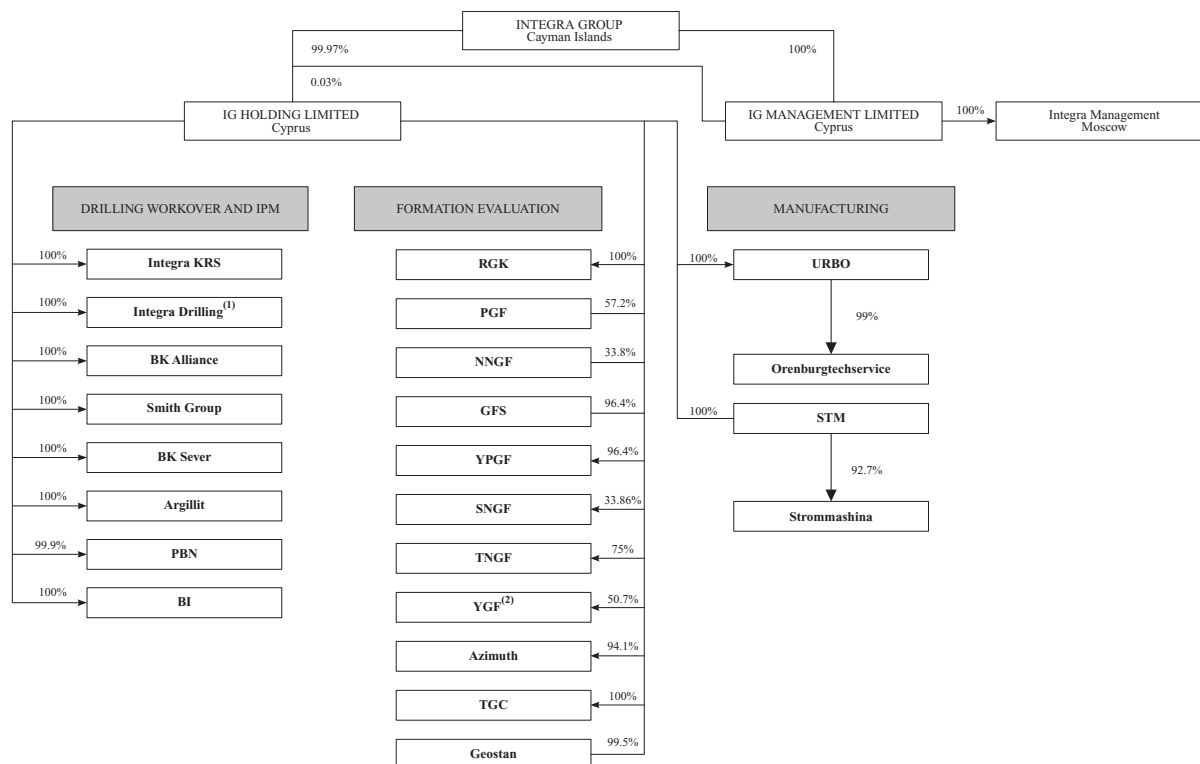 INTEGRA GROUP
Cayman Islands
99.97%
100%
0.03%
IG HOLDING LIMITED
Cyprus
IG MANAGEMENT LIMITED
Cyprus
100%
Integra Management
Moscow
DRILLING WORKOVER AND IPM
FORMATION EVALUATION
MANUFACTURING
100%
Integra KRS
100%
Integra Drilling(1)
100%
BK Alliance
100%
Smith Group
100%
BK Sever
100%
Argillit
99.9%
PBN
100%
BI
RGK
100%
PGF
57.2%
NNGF
33.8%
GFS
96.4%
YPGF
96.4%
SNGF
33.86%
TNGF
75%
YGF(2)
50.7%
Azimuth
94.1%
TGC
100%
Geostan
99.5%
100%
URBO
99%
Orenburgtechservice
100%
STM
92.7%
Strommashina